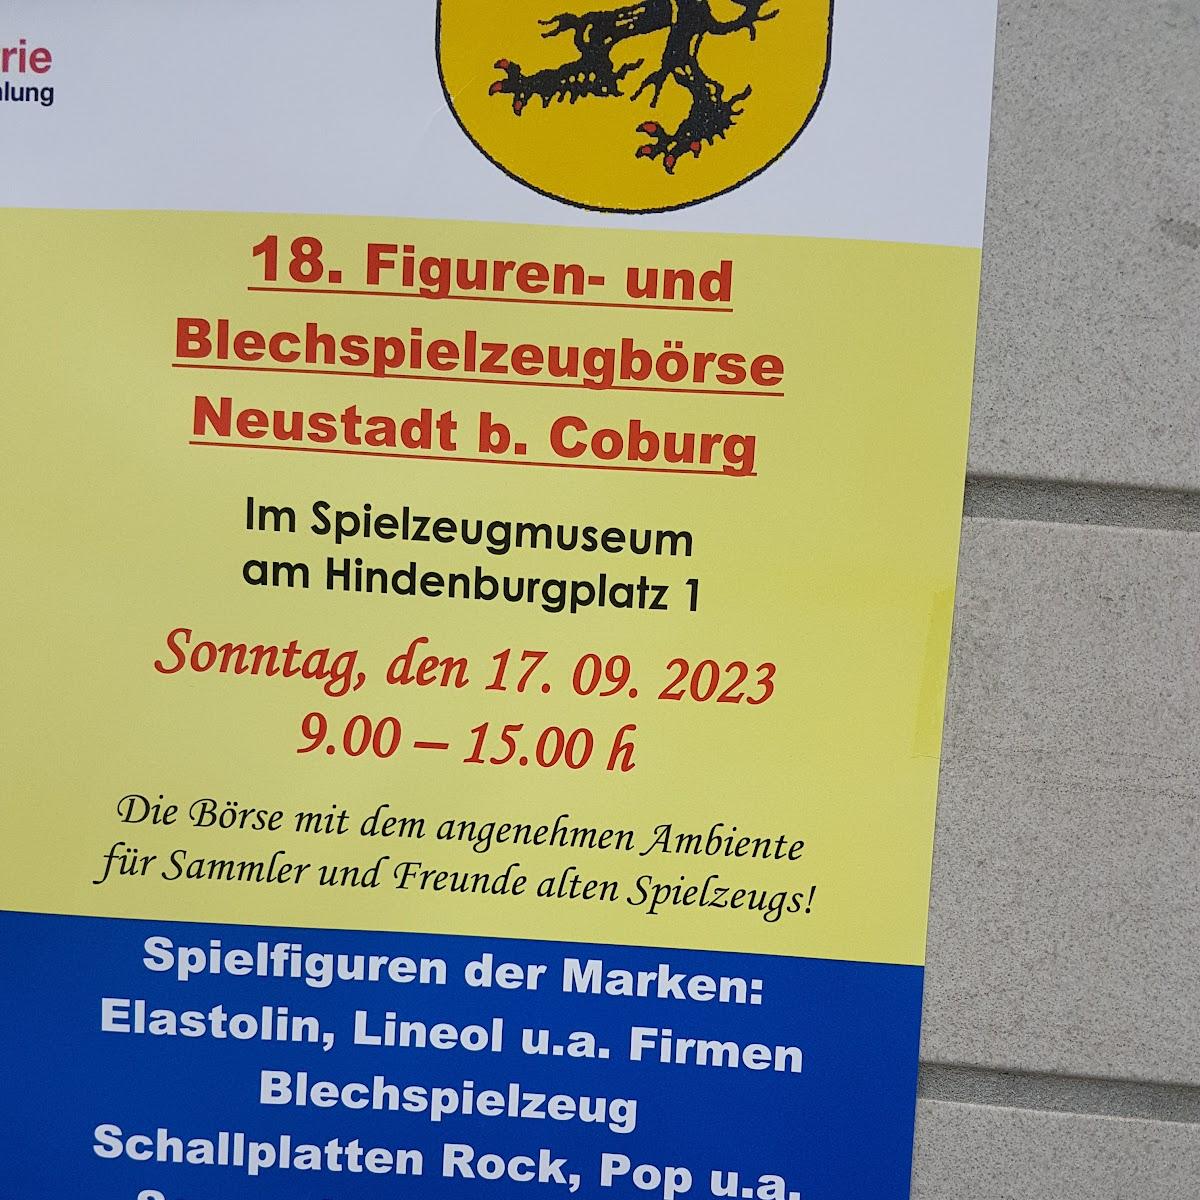 18. Figuren- und
Blechspielzeugbörse
Neustadt b. Coburg
Im Spielzeugmuseum
am Hindenburgplatz 1
Sonntag, den 17. 09. 2023
9.00 – 15.00 h
Die Börse mit dem angenehmen Ambiente
für Sammler und Freunde alten Spielzeugs!
Spielfiguren der Marken:
Elastolin, Lineol u.a. Firmen
Blechspielzeug
Schallplatten Rock, Pop u.a.